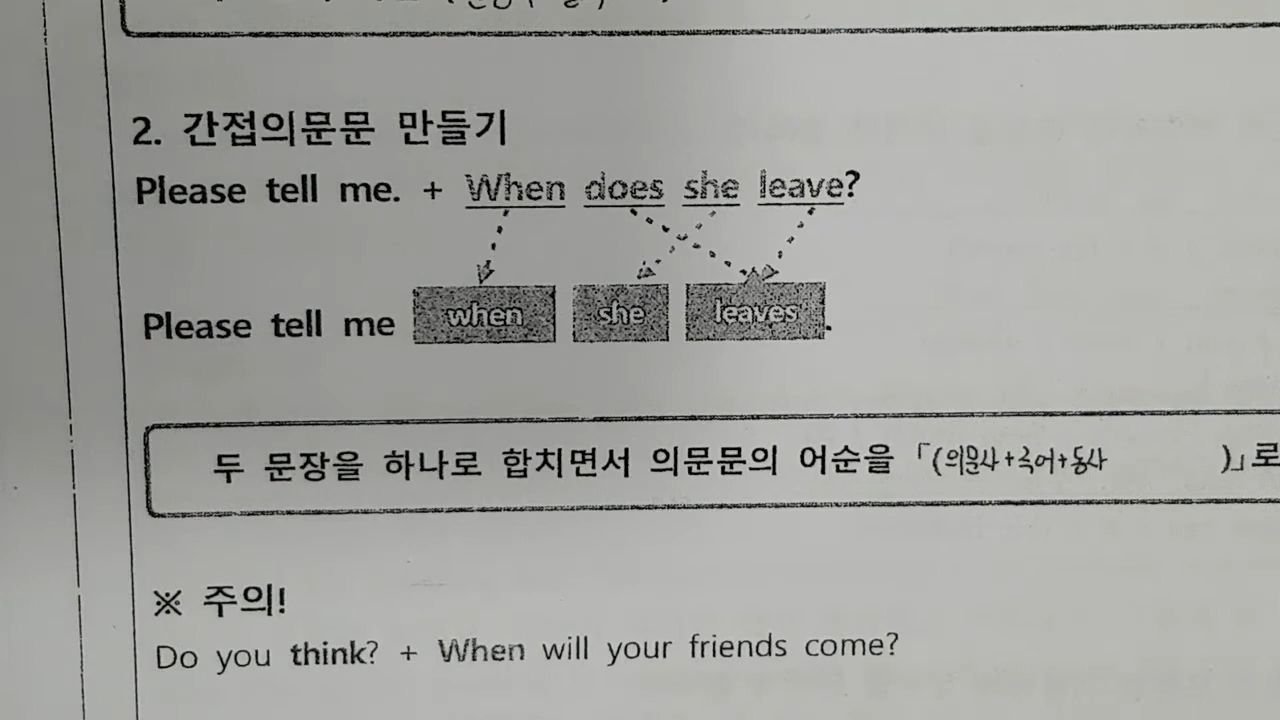 2. 간접의문문 만들기
Please tell me. + When does she leave?
Please tell me when she leaves.
두 문장을 하나로 합치면서 의문문의 어순을 「(의문사+주어+동사 )」로
※ 주의!
Do you think? + When will your friends come?